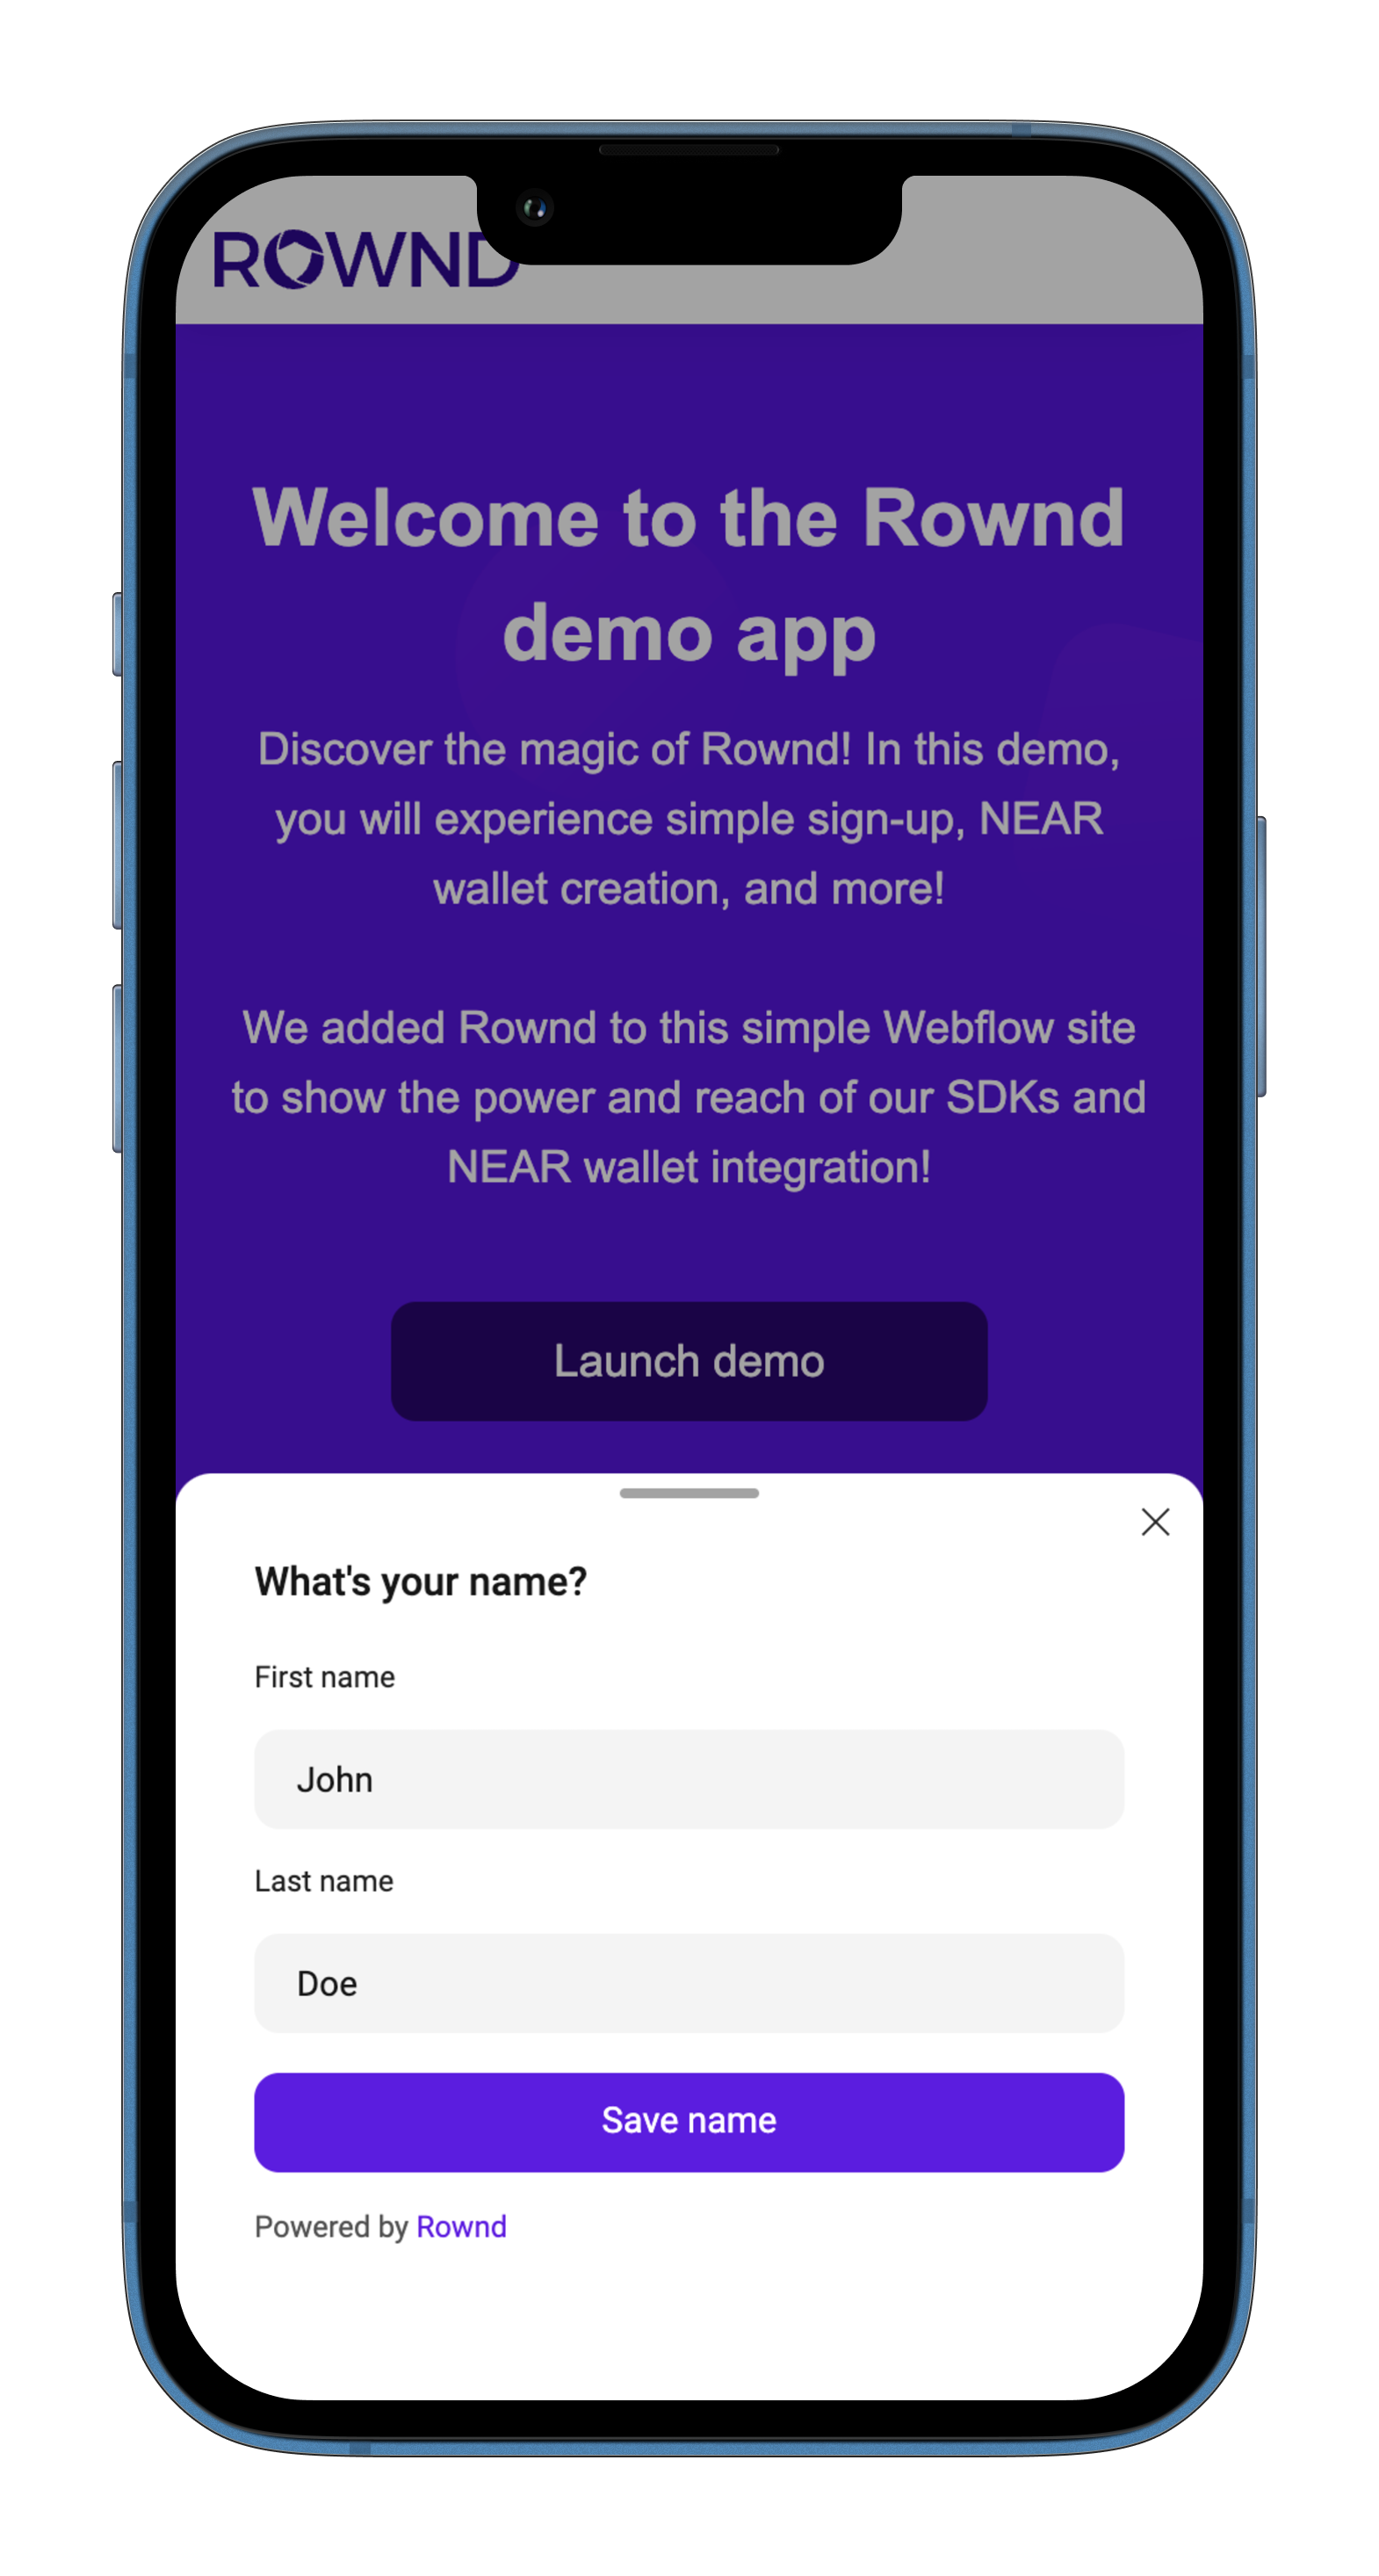 ROWND
Welcome to the Rownd
demo app
Discover the magic of Rownd! In this demo,
you will experience simple sign-up, NEAR
wallet creation, and more!
We added Rownd to this simple Webflow site
to show the power and reach of our SDKs and
NEAR wallet integration!
Launch demo
What's your name?
First name
John
Last name
Doe
Save name
Powered by Rownd